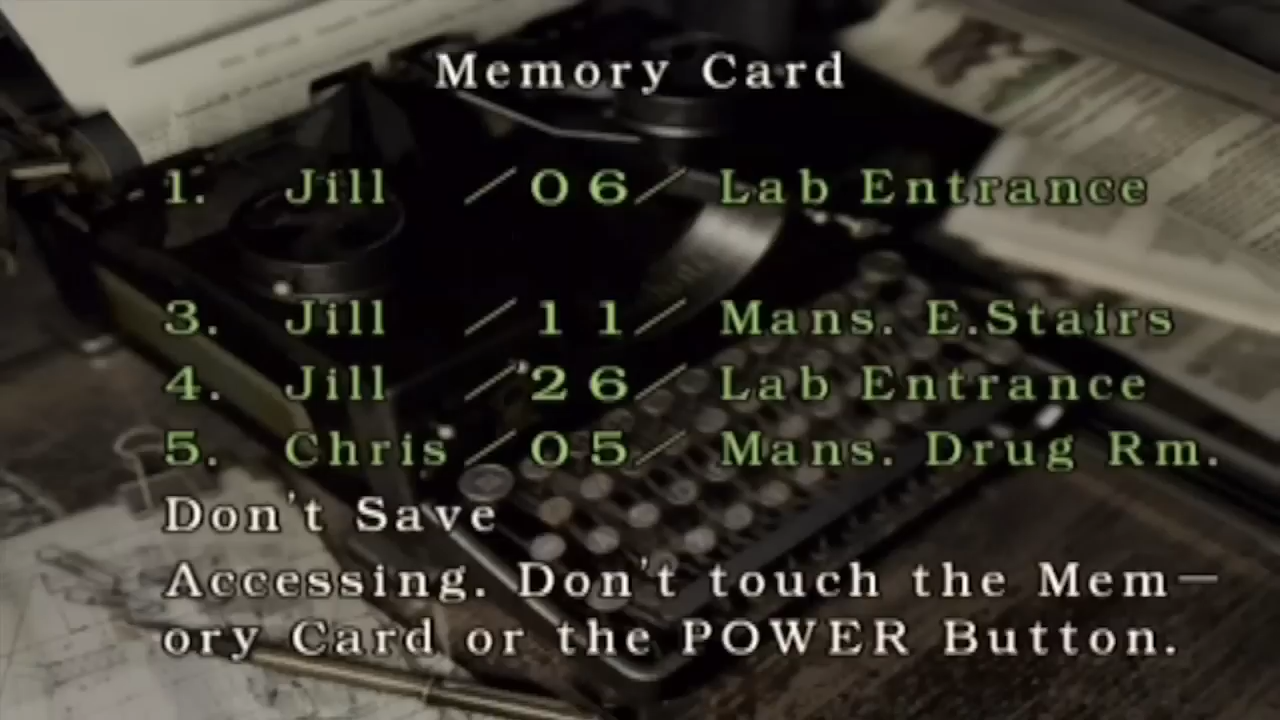 Memory Card
1. Jill /06/ Lab Entrance
3. Jill /11/ Mans. E.Stairs
4. Jill /26/ Lab Entrance
5. Chris /05/ Mans. Drug Rm.
Don't Save
Accessing. Don't touch the Mem-
ory Card or the POWER Button.